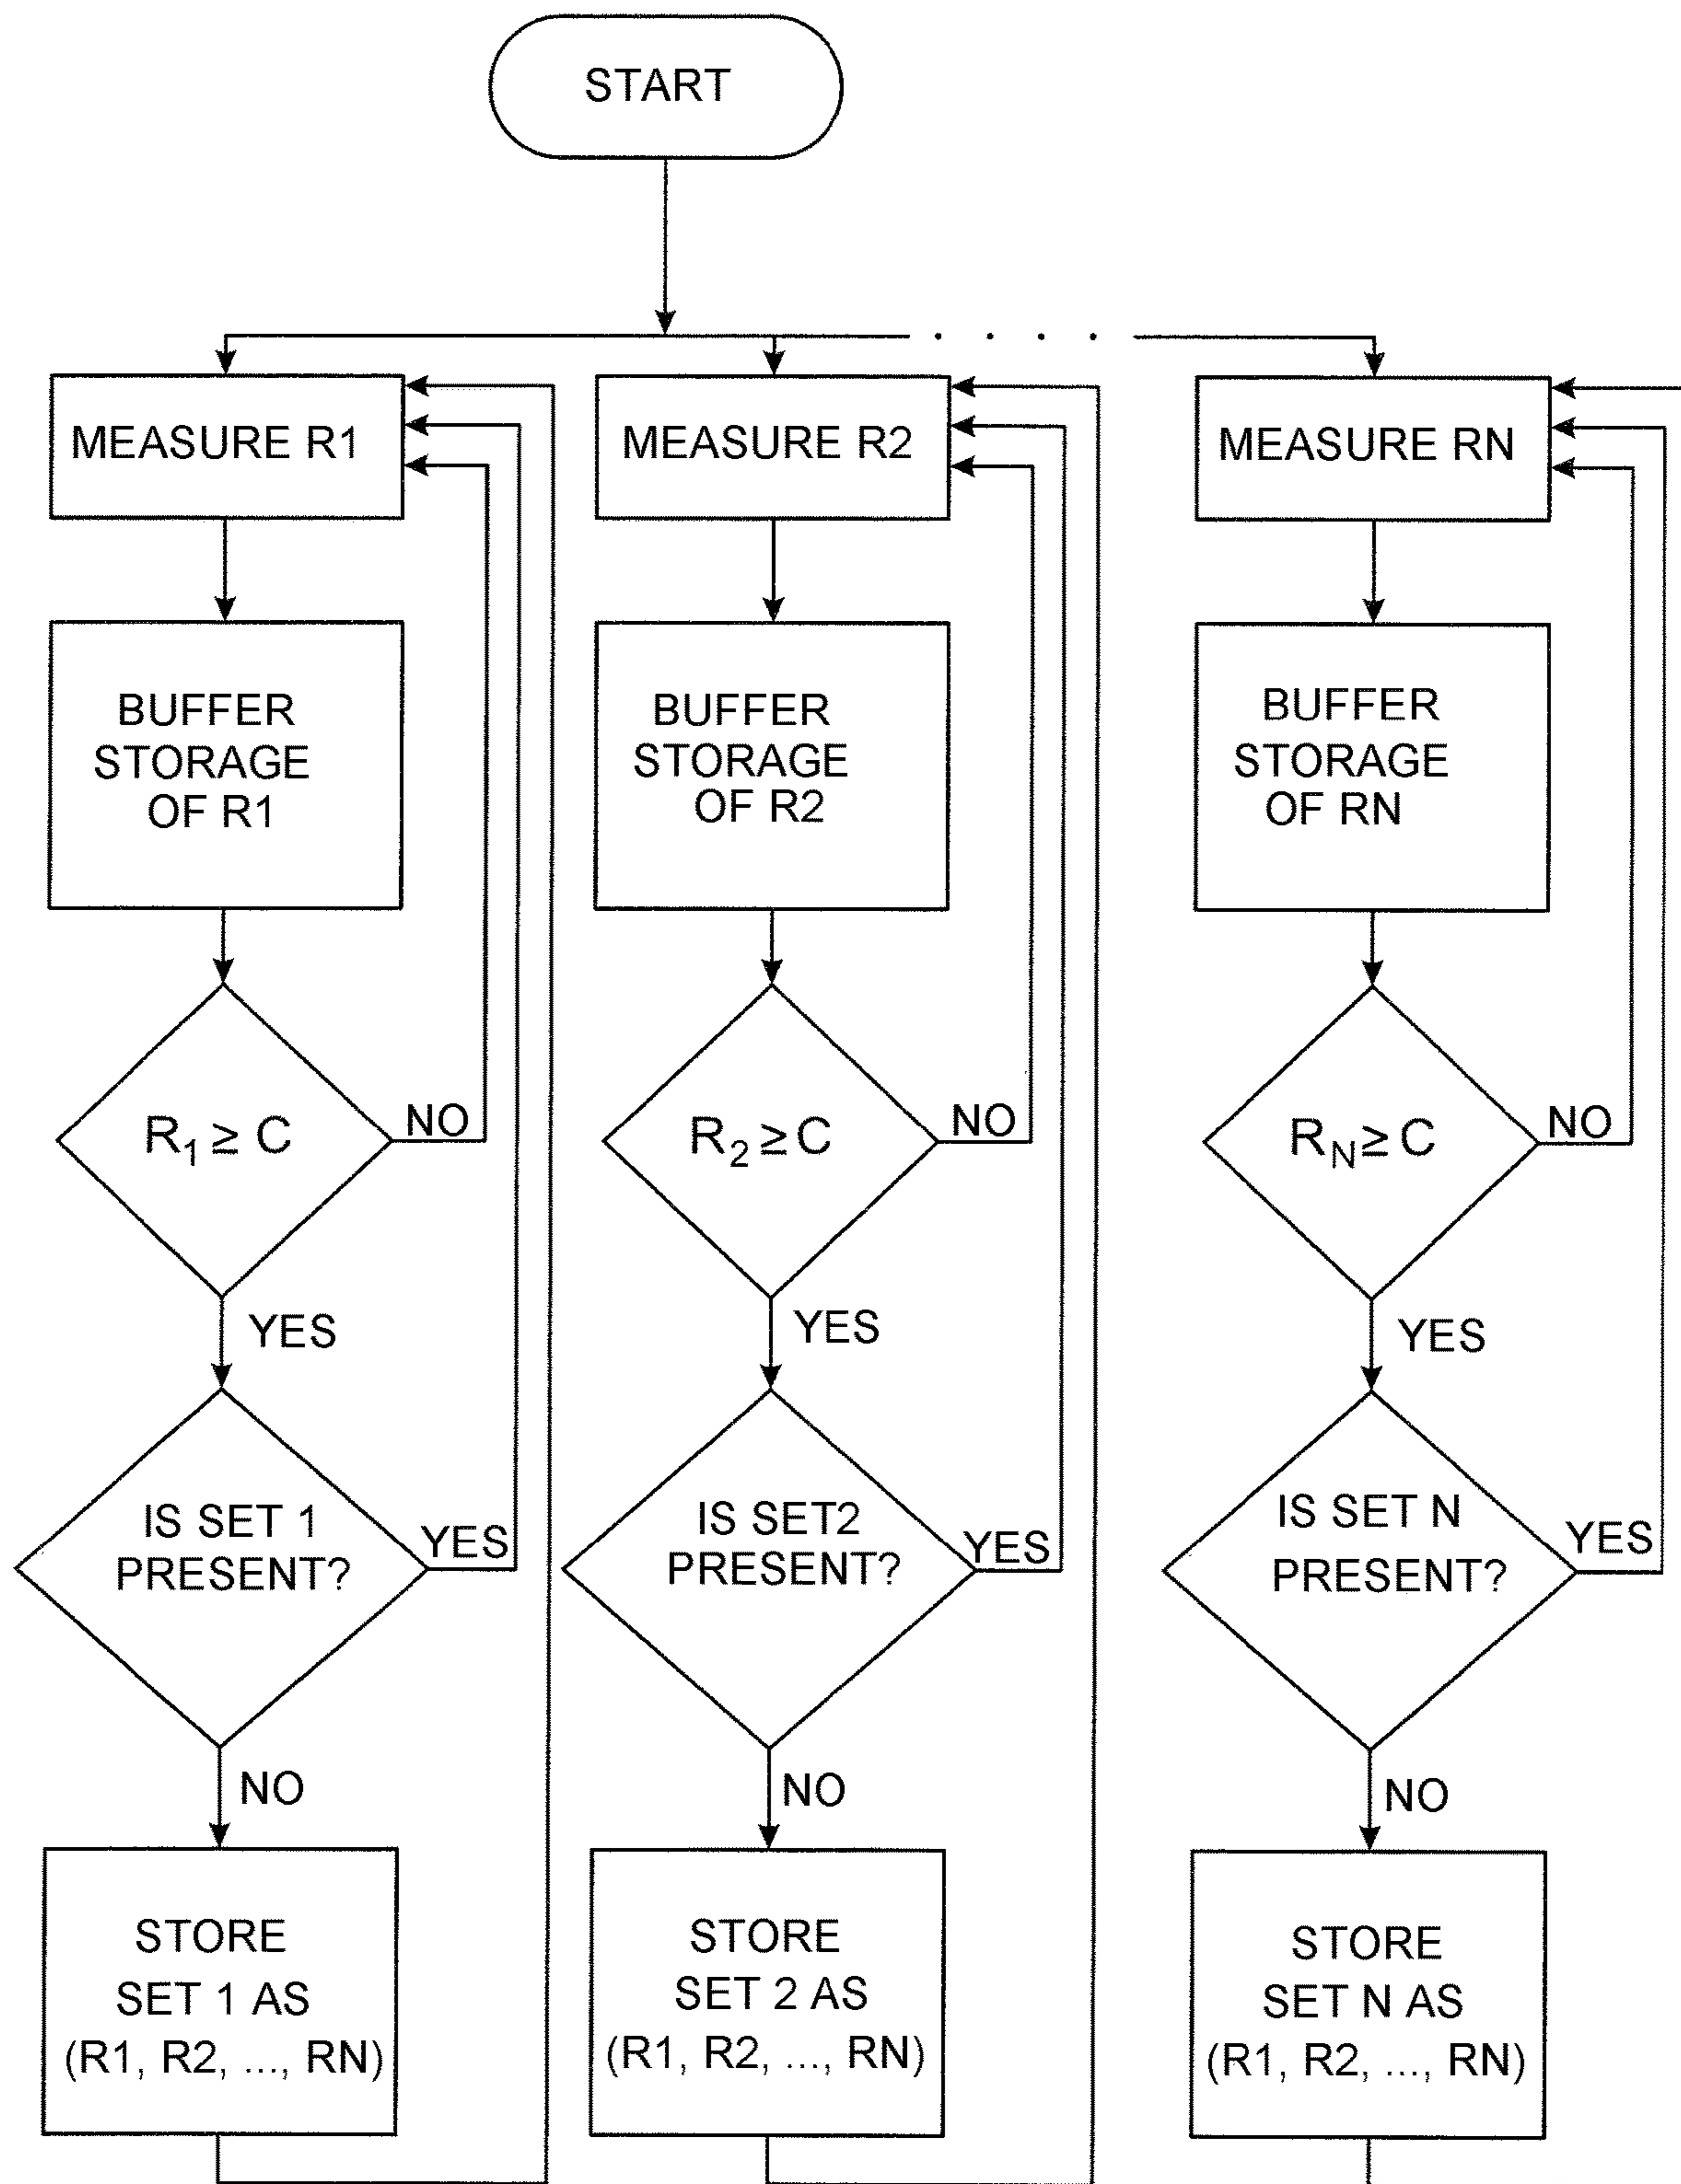 START
MEASURE R1
MEASURE R2
. . . .
MEASURE RN
BUFFER
STORAGE
OF R1
BUFFER
STORAGE
OF R2
BUFFER
STORAGE
OF RN
R₁ ≥ C
NO
R₂ ≥ C
NO
R_N ≥ C
NO
YES
YES
YES
IS SET 1
PRESENT?
YES
IS SET2
PRESENT?
YES
IS SET N
PRESENT?
YES
NO
NO
NO
STORE
SET 1 AS
(R1, R2, ..., RN)
STORE
SET 2 AS
(R1, R2, ..., RN)
STORE
SET N AS
(R1, R2, ..., RN)